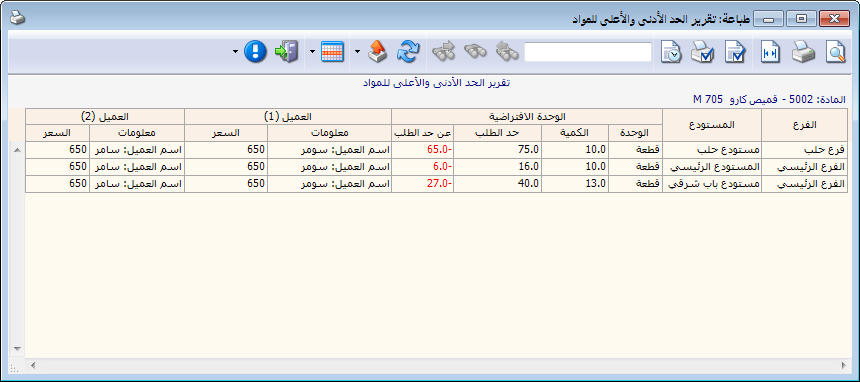 طباعة: تقرير الحد الأدنى والأعلى للمواد
تقرير الحد الأدنى والأعلى للمواد
المادة: 5002 - قميص كارو M 705
الفرع المستودع الوحدة الافتراضية العميل (1) العميل (2)
الوحدة الكمية حد الطلب عن حد الطلب معلومات السعر معلومات السعر
فرع حلب مستودع حلب قطعة 10.0 75.0 -65.0 اسم العميل: سومر 650 اسم العميل: سامر 650
الفرع الرئيسي المستودع الرئيسي قطعة 10.0 16.0 -6.0 اسم العميل: سومر 650 اسم العميل: سامر 650
الفرع الرئيسي مستودع باب شرقي قطعة 13.0 40.0 -27.0 اسم العميل: سومر 650 اسم العميل: سامر 650